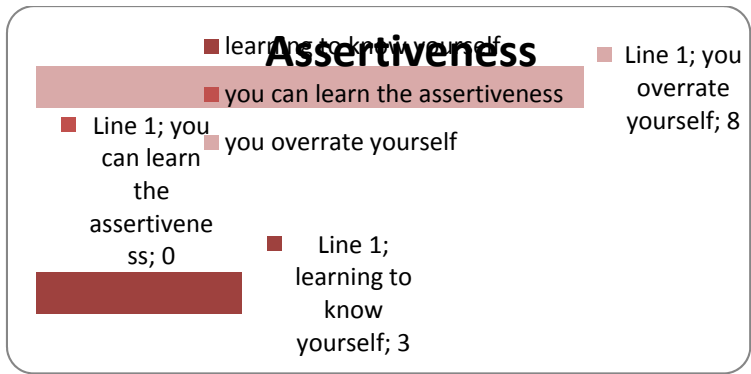 Assertiveness
learning to know yourself
you can learn the assertiveness
you overrate yourself
Line 1; you
overrate
yourself; 8
Line 1; you
can learn
the
assertivene
ss; 0
Line 1;
learning to
know
yourself; 3